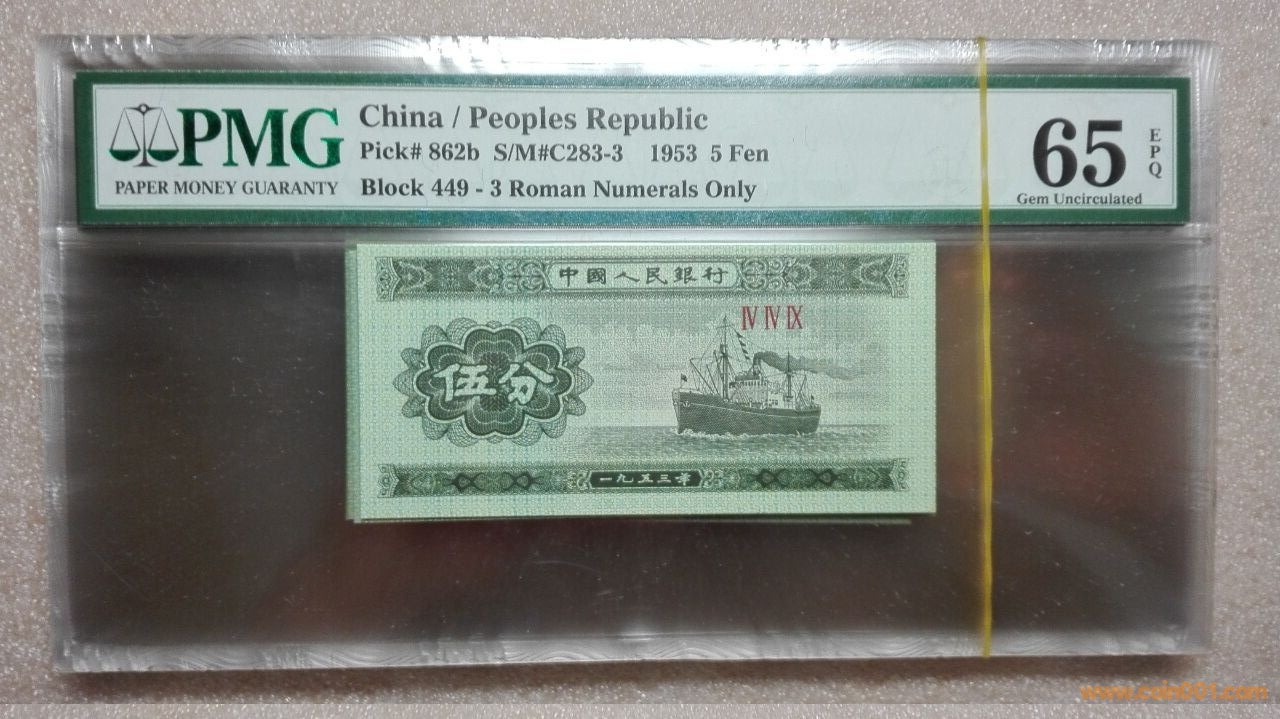 PMG
PAPER MONEY GUARANTY
China / Peoples Republic
Pick# 862b S/M#C283-3 1953 5 Fen
Block 449 - 3 Roman Numerals Only
65
EPQ
Gem Uncirculated
中國人民銀行
IV IV IX
伍分
一九五三年
www.coin001.com